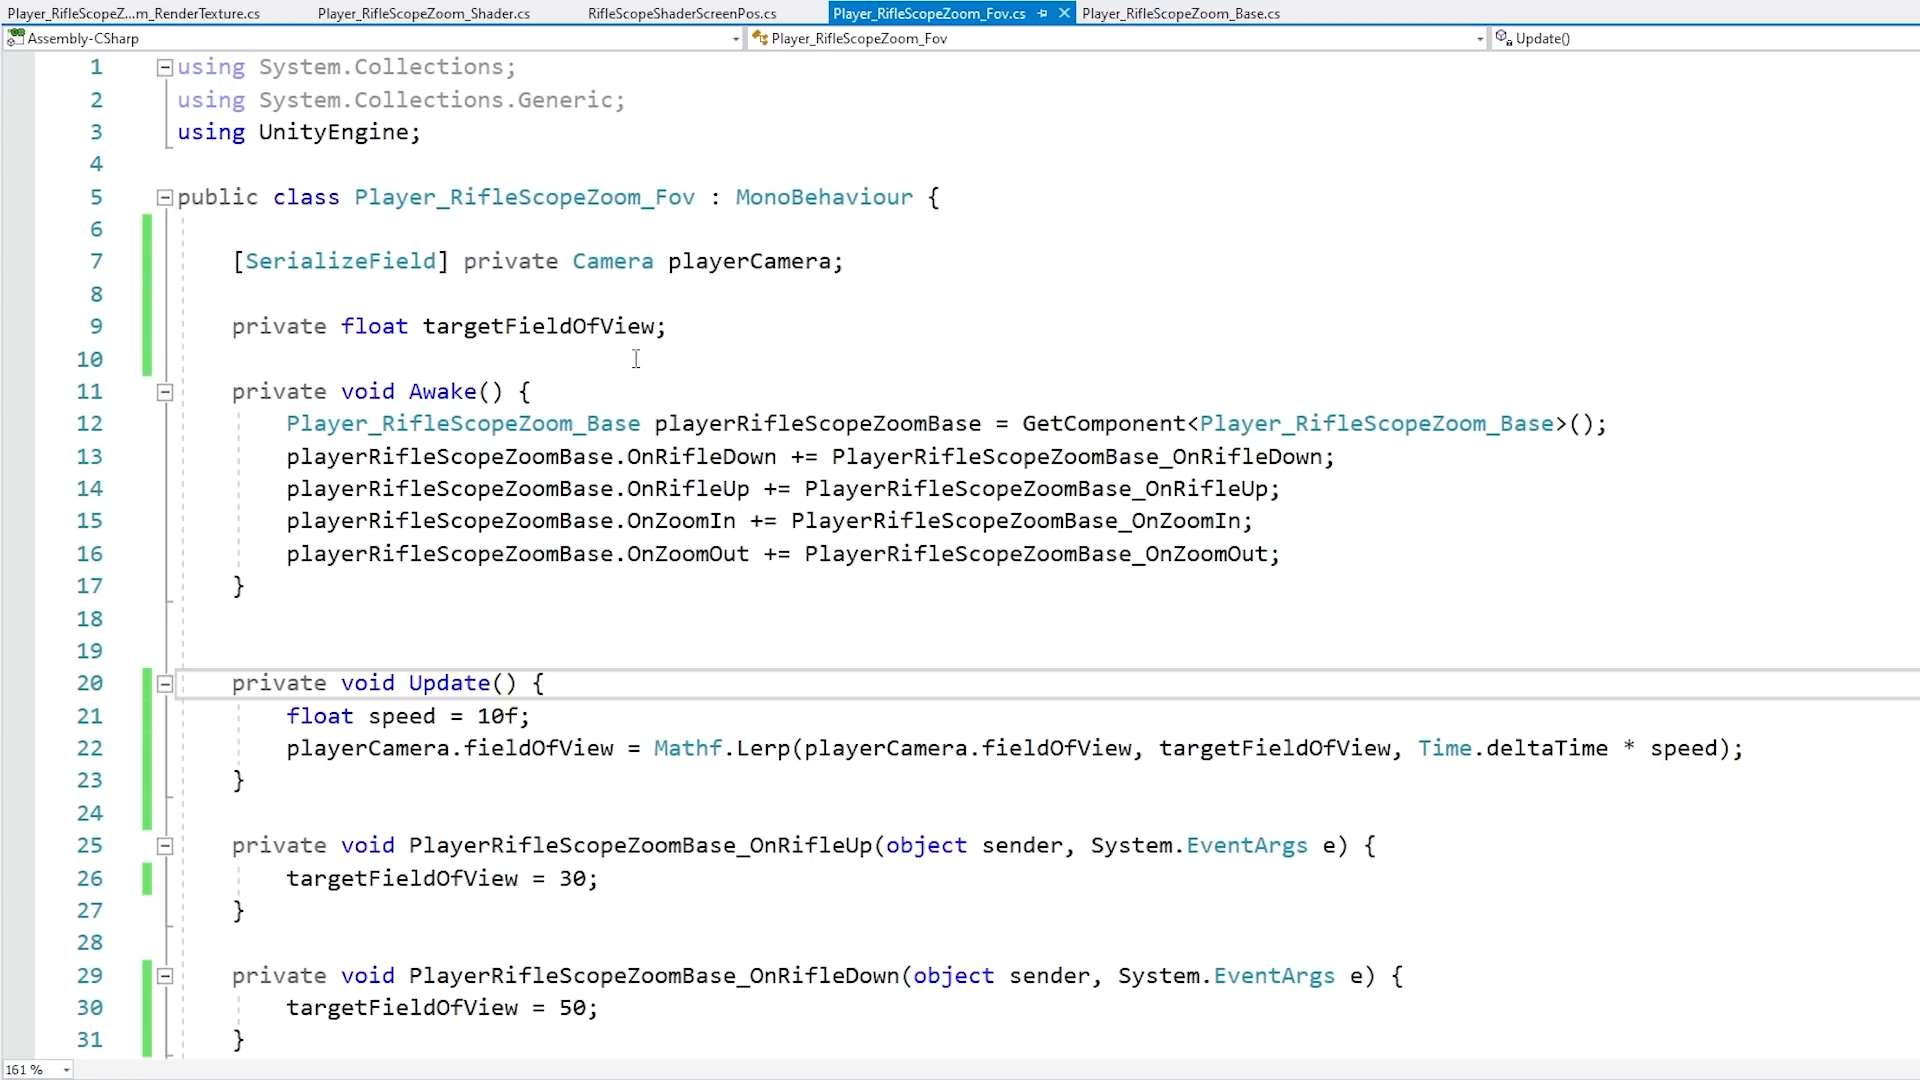 Player_RifleScopeZ...m_RenderTexture.cs Player_RifleScopeZoom_Shader.cs RifleScopeShaderScreenPos.cs Player_RifleScopeZoom_Fov.cs Player_RifleScopeZoom_Base.cs
Assembly-CSharp Player_RifleScopeZoom_Fov Update()
1 using System.Collections;
2 using System.Collections.Generic;
3 using UnityEngine;
4
5 public class Player_RifleScopeZoom_Fov : MonoBehaviour {
6
7 [SerializeField] private Camera playerCamera;
8
9 private float targetFieldOfView;
10
11 private void Awake() {
12 Player_RifleScopeZoom_Base playerRifleScopeZoomBase = GetComponent<Player_RifleScopeZoom_Base>();
13 playerRifleScopeZoomBase.OnRifleDown += PlayerRifleScopeZoomBase_OnRifleDown;
14 playerRifleScopeZoomBase.OnRifleUp += PlayerRifleScopeZoomBase_OnRifleUp;
15 playerRifleScopeZoomBase.OnZoomIn += PlayerRifleScopeZoomBase_OnZoomIn;
16 playerRifleScopeZoomBase.OnZoomOut += PlayerRifleScopeZoomBase_OnZoomOut;
17 }
18
19
20 private void Update() {
21 float speed = 10f;
22 playerCamera.fieldOfView = Mathf.Lerp(playerCamera.fieldOfView, targetFieldOfView, Time.deltaTime * speed);
23 }
24
25 private void PlayerRifleScopeZoomBase_OnRifleUp(object sender, System.EventArgs e) {
26 targetFieldOfView = 30;
27 }
28
29 private void PlayerRifleScopeZoomBase_OnRifleDown(object sender, System.EventArgs e) {
30 targetFieldOfView = 50;
31 }
161 %